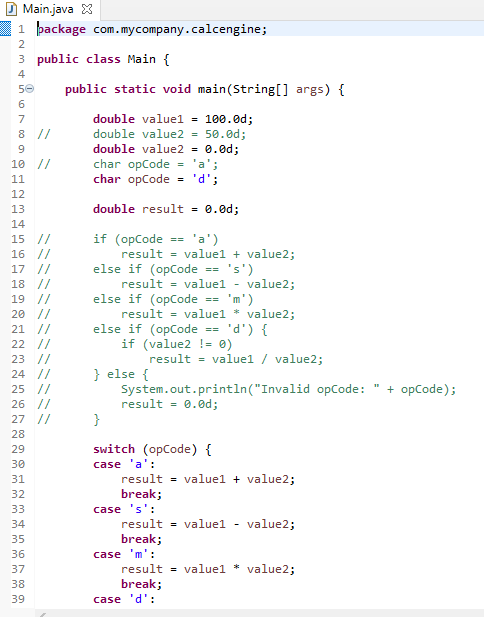 Main.java
1 package com.mycompany.calcengine;
2
3 public class Main {
4
5     public static void main(String[] args) {
6
7         double value1 = 100.0d;
8 //      double value2 = 50.0d;
9         double value2 = 0.0d;
10 //      char opCode = 'a';
11         char opCode = 'd';
12
13         double result = 0.0d;
14
15 //      if (opCode == 'a')
16 //          result = value1 + value2;
17 //      else if (opCode == 's')
18 //          result = value1 - value2;
19 //      else if (opCode == 'm')
20 //          result = value1 * value2;
21 //      else if (opCode == 'd') {
22 //          if (value2 != 0)
23 //              result = value1 / value2;
24 //      } else {
25 //          System.out.println("Invalid opCode: " + opCode);
26 //          result = 0.0d;
27 //      }
28
29         switch (opCode) {
30         case 'a':
31             result = value1 + value2;
32             break;
33         case 's':
34             result = value1 - value2;
35             break;
36         case 'm':
37             result = value1 * value2;
38             break;
39         case 'd':